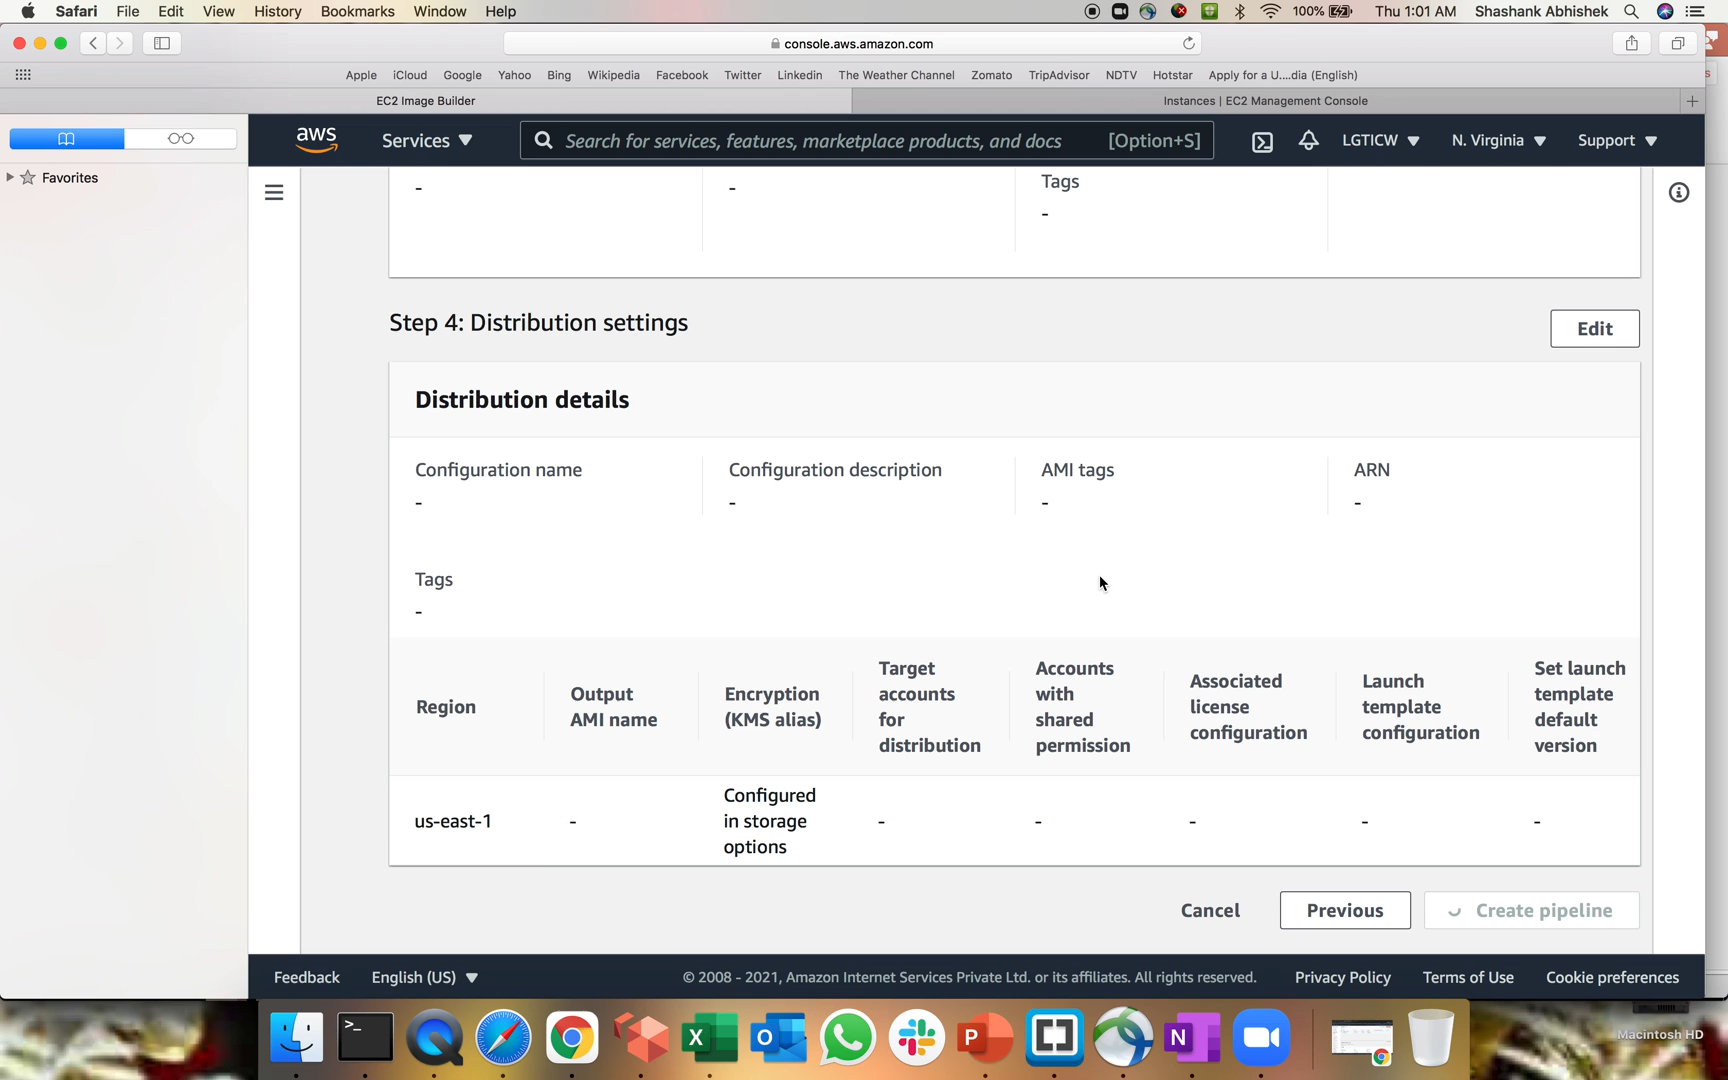 Safari File Edit View History Bookmarks Window Help 100% Thu 1:01 AM Shashank Abhishek
console.aws.amazon.com
Apple iCloud Google Yahoo Bing Wikipedia Facebook Twitter Linkedin The Weather Channel Zomato TripAdvisor NDTV Hotstar Apply for a U....dia (English)
EC2 Image Builder Instances | EC2 Management Console
aws Services Search for services, features, marketplace products, and docs [Option+S] LGTICW N. Virginia Support
Favorites
- - Tags
-
Step 4: Distribution settings Edit
Distribution details
Configuration name Configuration description AMI tags ARN
- - - -
Tags
-
Region Output AMI name Encryption (KMS alias) Target accounts for distribution Accounts with shared permission Associated license configuration Launch template configuration Set launch template default version
us-east-1 - Configured in storage options - - - - -
Cancel Previous Create pipeline
Feedback English (US) © 2008 - 2021, Amazon Internet Services Private Ltd. or its affiliates. All rights reserved. Privacy Policy Terms of Use Cookie preferences
Macintosh HD